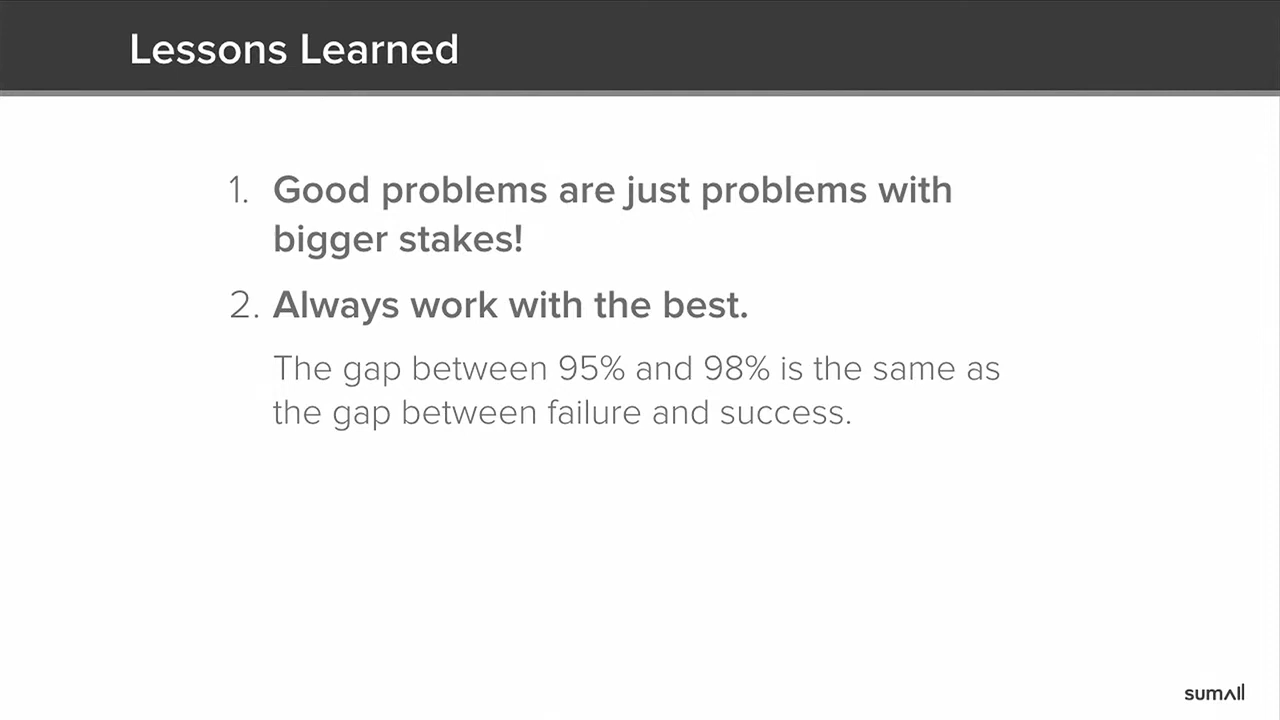 Lessons Learned
1. Good problems are just problems with
bigger stakes!
2. Always work with the best.
The gap between 95% and 98% is the same as
the gap between failure and success.
sumall